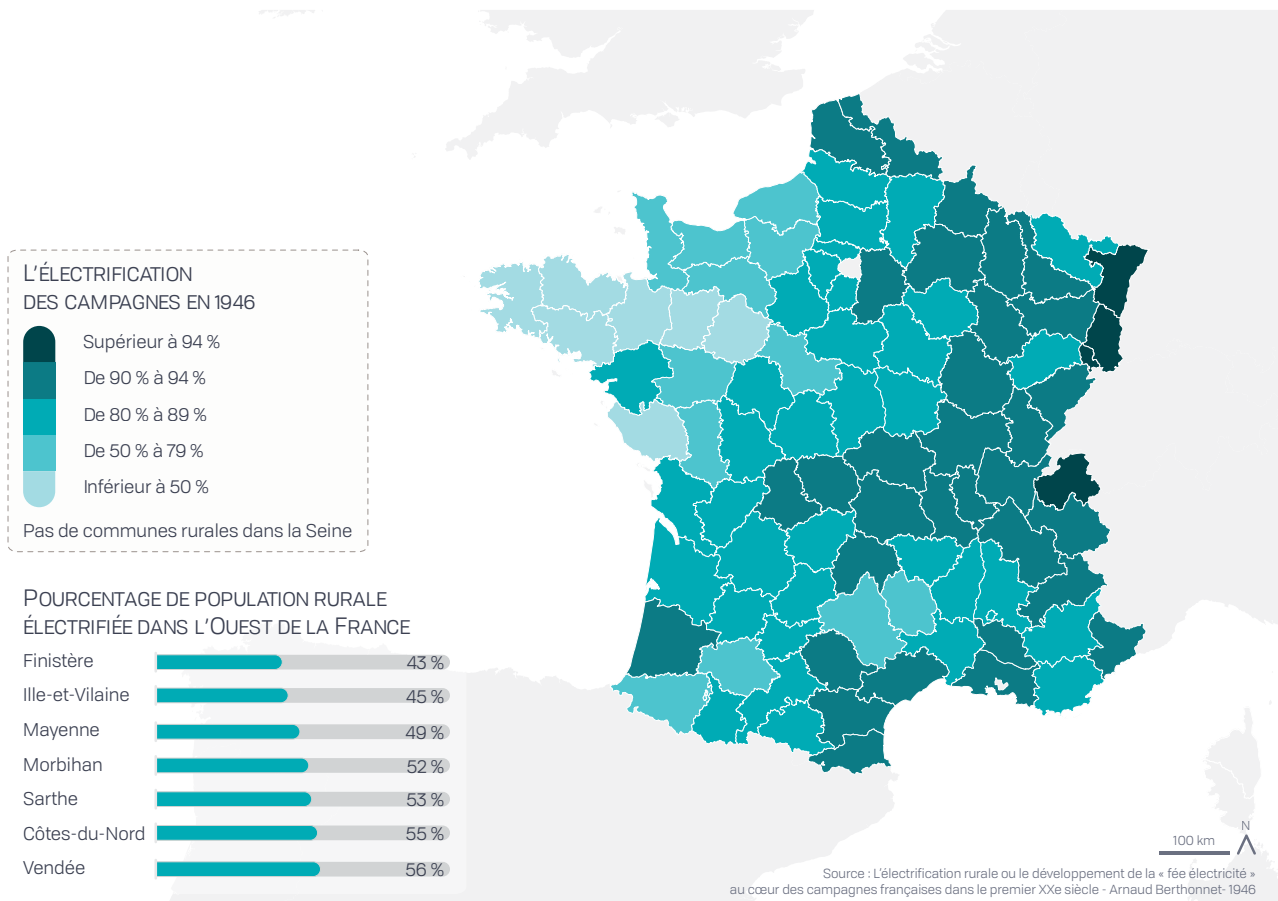 L'ÉLECTRIFICATION
DES CAMPAGNES EN 1946
Supérieur à 94 %
De 90 % à 94 %
De 80 % à 89 %
De 50 % à 79 %
Inférieur à 50 %
Pas de communes rurales dans la Seine
POURCENTAGE DE POPULATION RURALE
ÉLECTRIFIÉE DANS L'OUEST DE LA FRANCE
Finistère 43 %
Ille-et-Vilaine 45 %
Mayenne 49 %
Morbihan 52 %
Sarthe 53 %
Côtes-du-Nord 55 %
Vendée 56 %
N
100 km
Source : L'électrification rurale ou le développement de la « fée électricité »
au cœur des campagnes françaises dans le premier XXe siècle - Arnaud Berthonnet- 1946